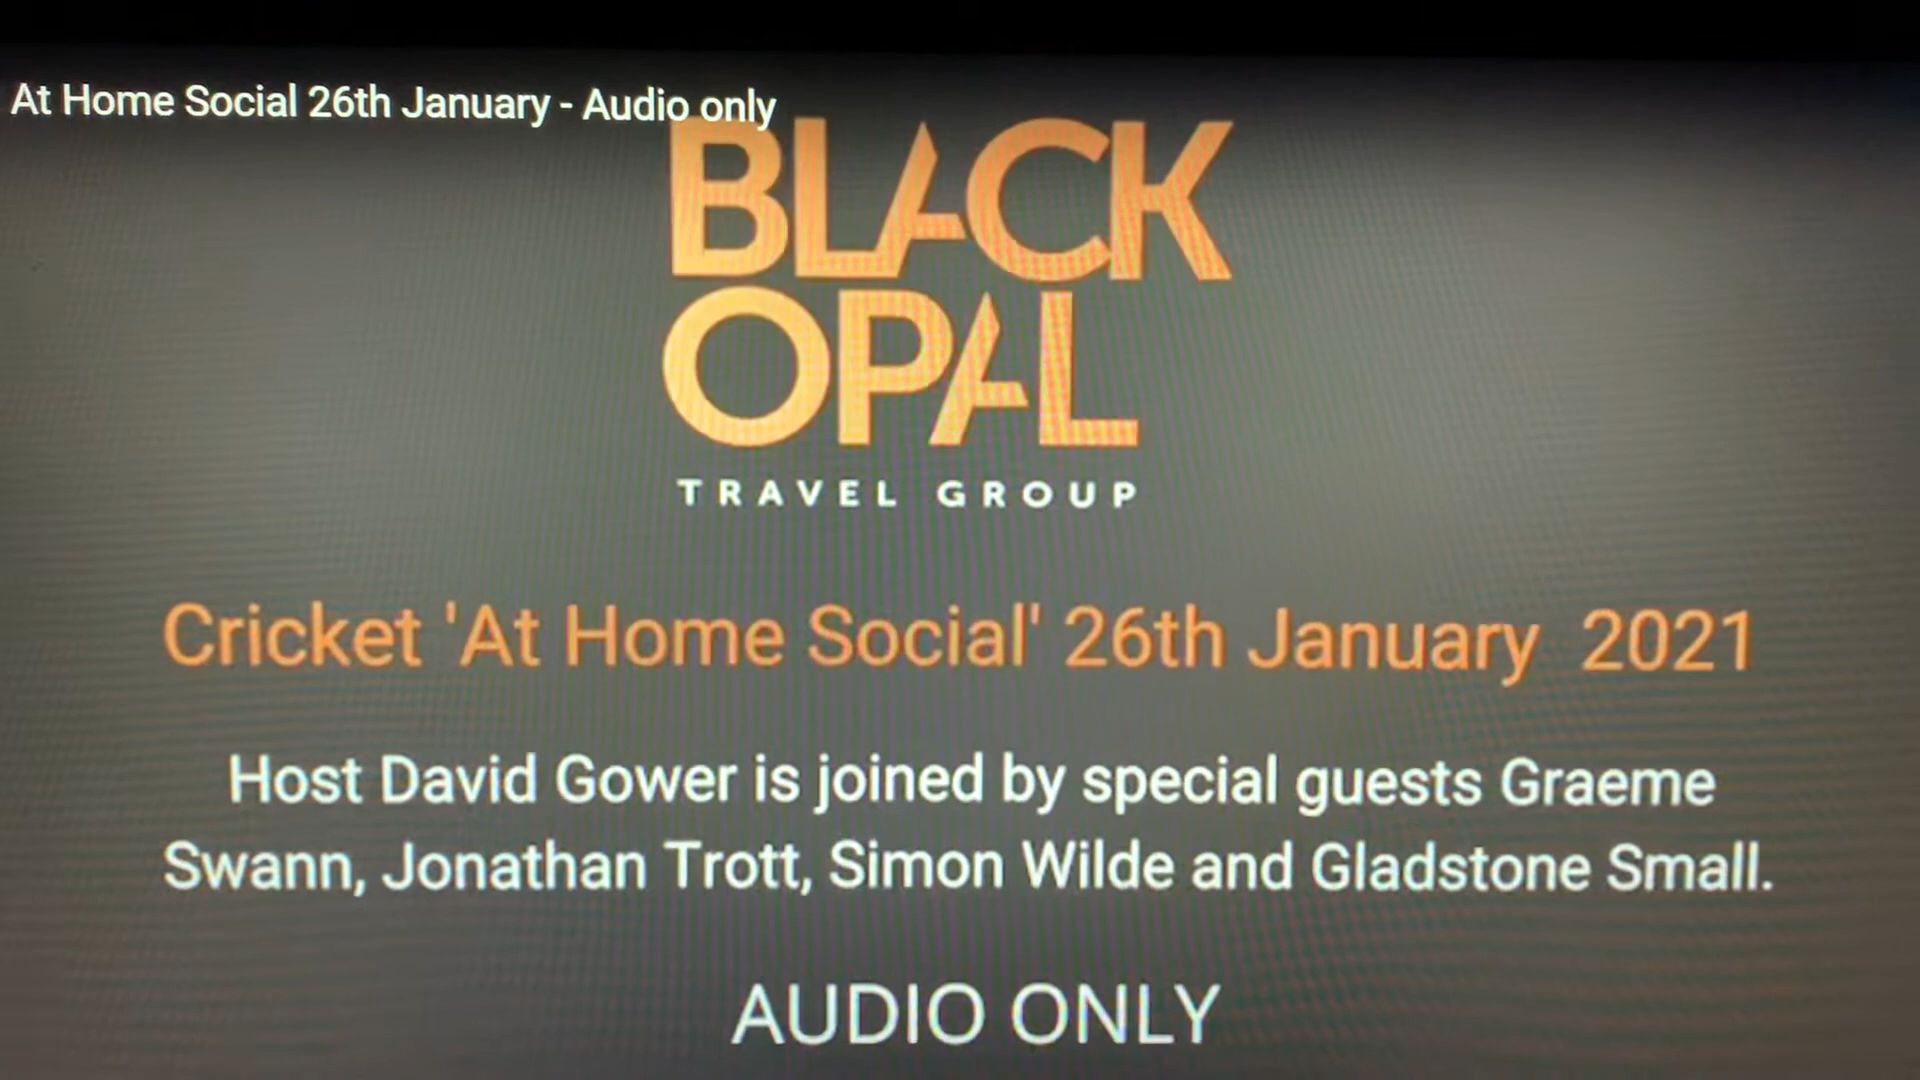 At Home Social 26th January - Audio only
BLACK
OPAL
TRAVEL GROUP
Cricket 'At Home Social' 26th January 2021
Host David Gower is joined by special guests Graeme
Swann, Jonathan Trott, Simon Wilde and Gladstone Small.
AUDIO ONLY